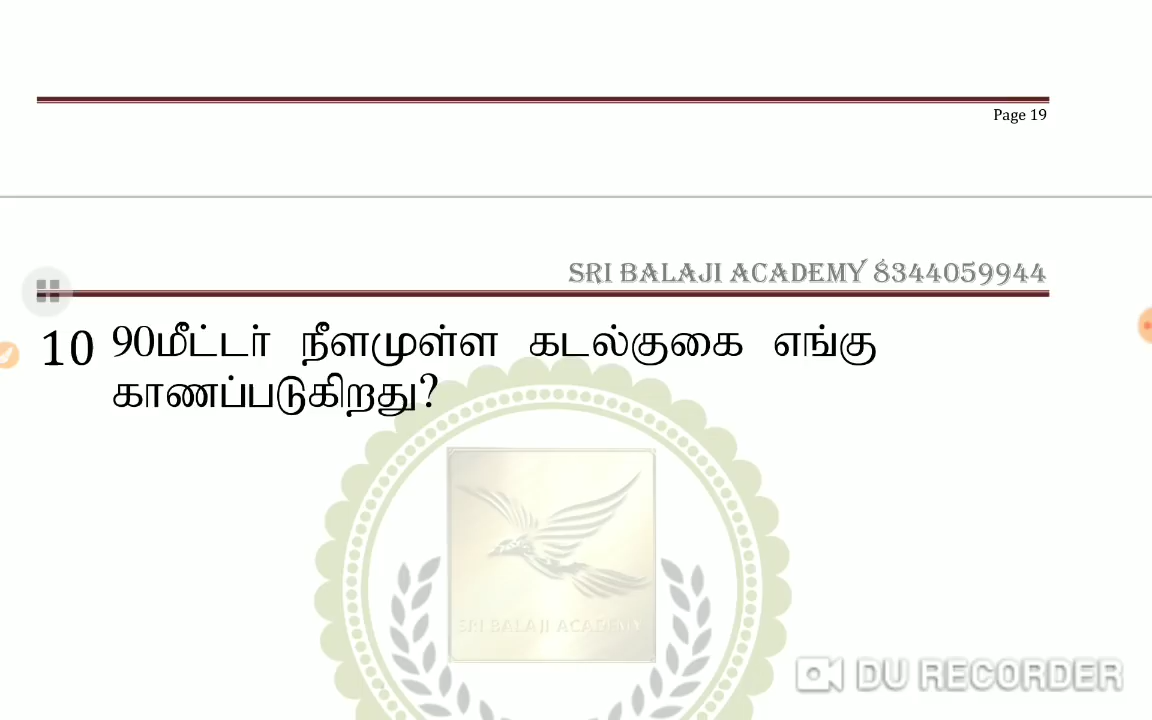 Page 19
SRI BALAJI ACADEMY 8344059944
10 90மீட்டர் நீளமுள்ள கடல்குகை எங்கு
காணப்படுகிறது?
SRI BALAJI ACADEMY
DU RECORDER